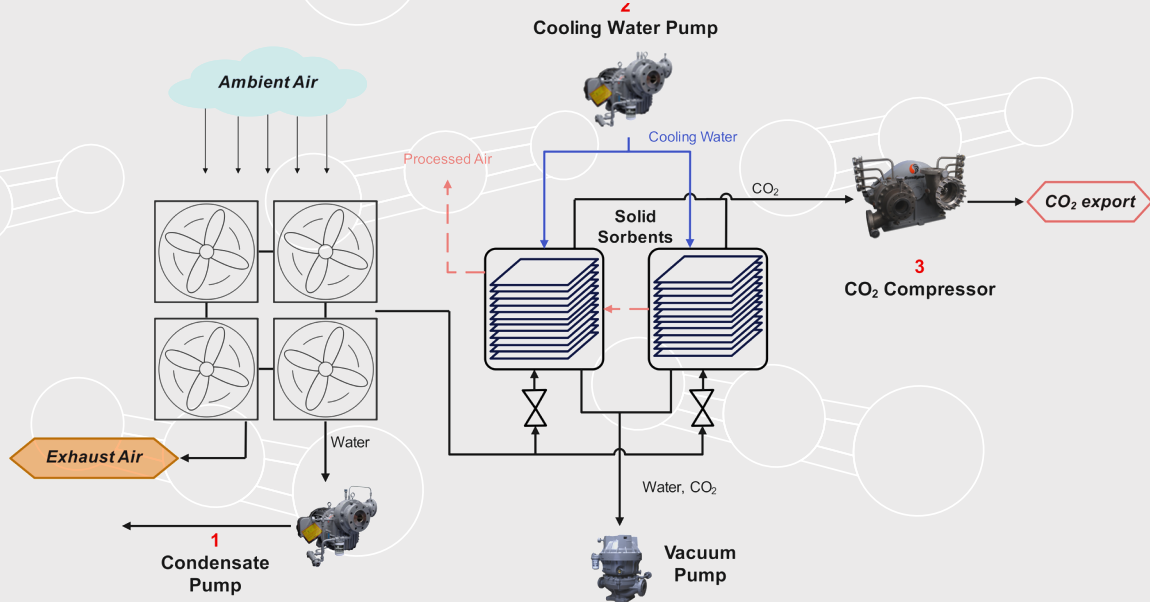 2
Cooling Water Pump
Ambient Air
Cooling Water
Processed Air
CO₂
Solid
Sorbents
CO₂ export
3
CO₂ Compressor
Water
Exhaust Air
Water, CO₂
1
Condensate
Pump
Vacuum
Pump